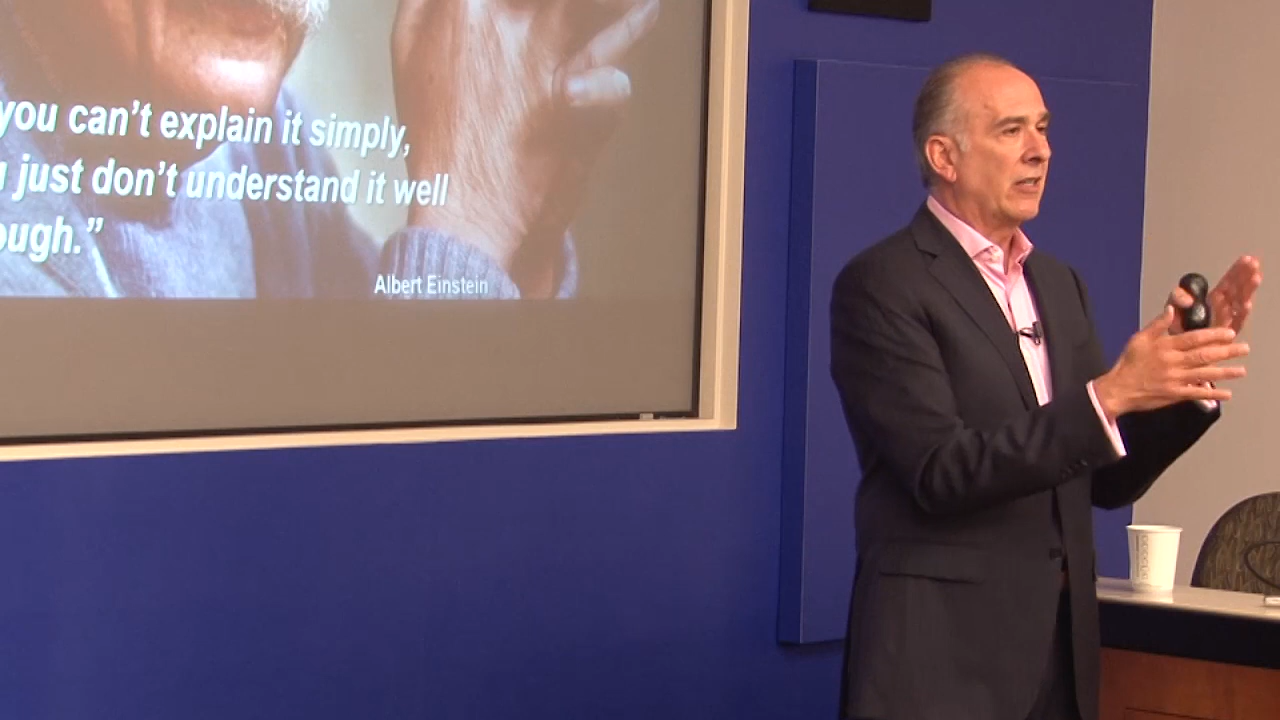 you can't explain it simply,
just don't understand it well
ough.”
Albert Einstein